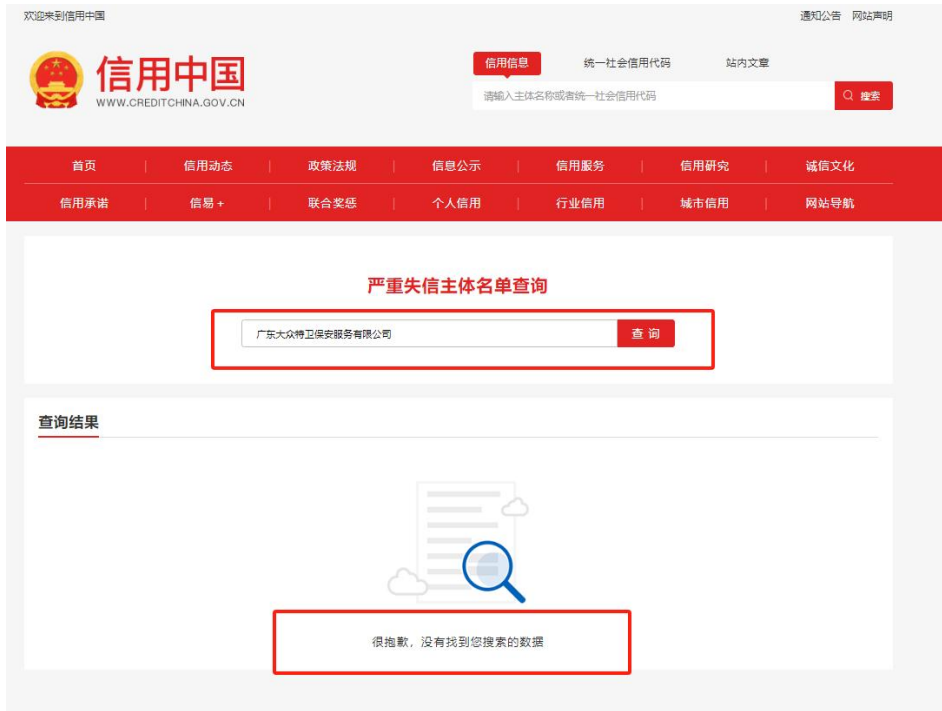 欢迎来到信用中国
通知公告 网站声明
信用中国
WWW.CREDITCHINA.GOV.CN
信用信息 统一社会信用代码 站内文章
请输入主体名称或者统一社会信用代码
搜索
首页 | 信用动态 | 政策法规 | 信息公示 | 信用服务 | 信用研究 | 诚信文化
信用承诺 | 信易+ | 联合奖惩 | 个人信用 | 行业信用 | 城市信用 | 网站导航
严重失信主体名单查询
广东大众特卫保安服务有限公司
查 询
查询结果
很抱歉，没有找到您搜索的数据